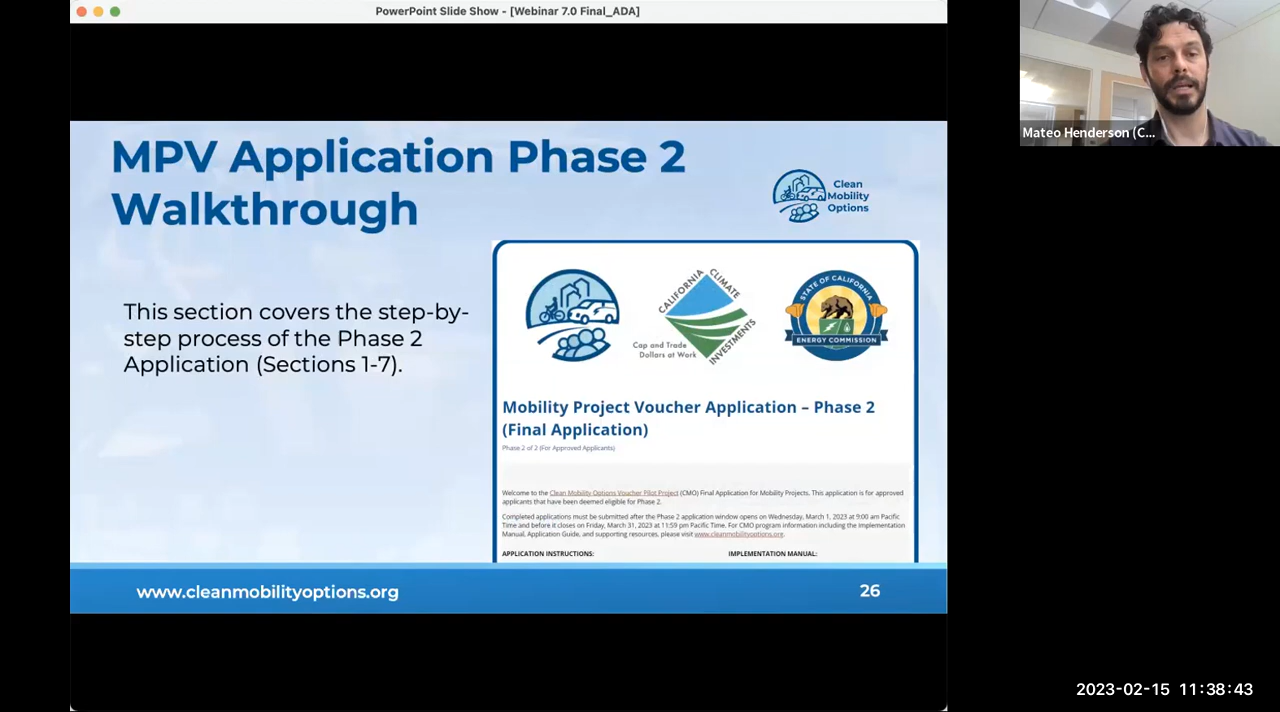 PowerPoint Slide Show - [Webinar 7.0 Final_ADA]
Mateo Henderson (C...
MPV Application Phase 2
Walkthrough
Clean
Mobility
Options
This section covers the step-by-
step process of the Phase 2
Application (Sections 1-7).
CALIFORNIA CLIMATE
INVESTMENTS
Cap and Trade
Dollars at Work
STATE OF CALIFORNIA
ENERGY COMMISSION
Mobility Project Voucher Application – Phase 2
(Final Application)
Phase 2 of 2 (For Approved Applicants)
Welcome to the Clean Mobility Options Voucher Pilot Project (CMO) Final Application for Mobility Projects. This application is for approved
applicants that have been deemed eligible for Phase 2.
Completed applications must be submitted after the Phase 2 application window opens on Wednesday, March 1, 2023 at 9:00 am Pacific
Time and before it closes on Friday, March 31, 2023 at 11:59 pm Pacific Time. For CMO program information including the Implementation
Manual, Application Guide, and supporting resources, please visit www.cleanmobilityoptions.org.
APPLICATION INSTRUCTIONS:
IMPLEMENTATION MANUAL:
www.cleanmobilityoptions.org
26
2023-02-15 11:38:43